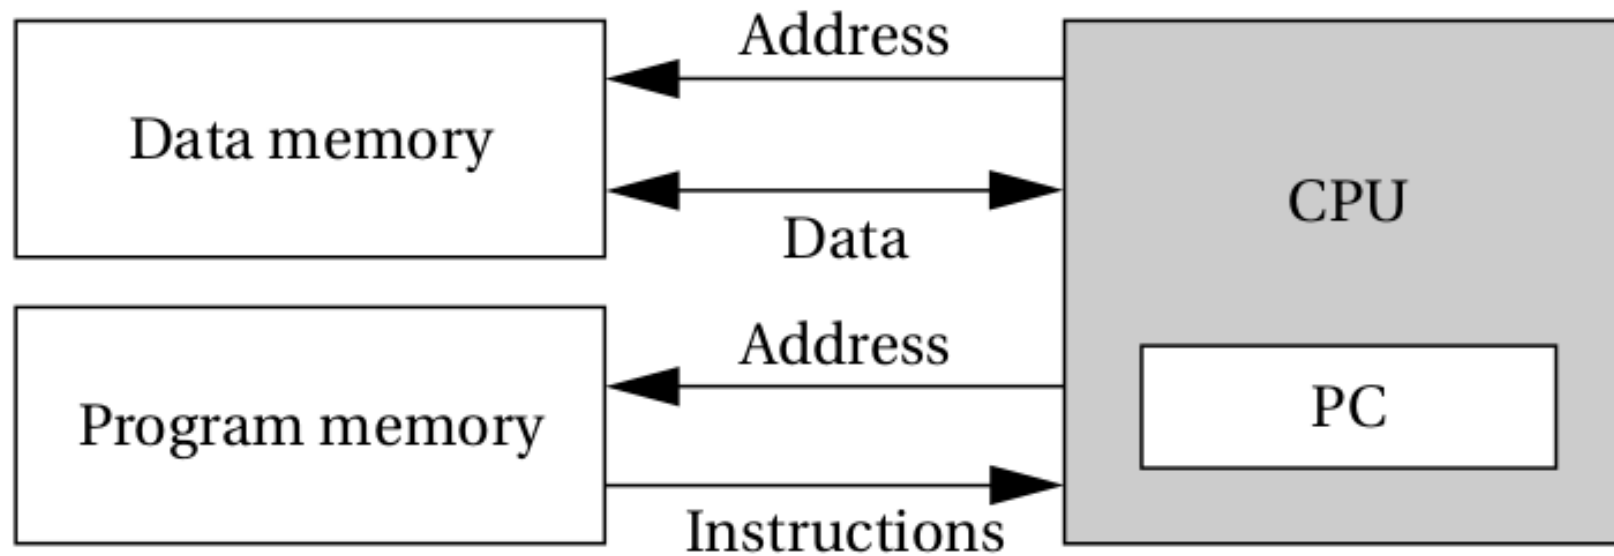 Address
Data memory
CPU
Data
Address
Program memory
PC
Instructions